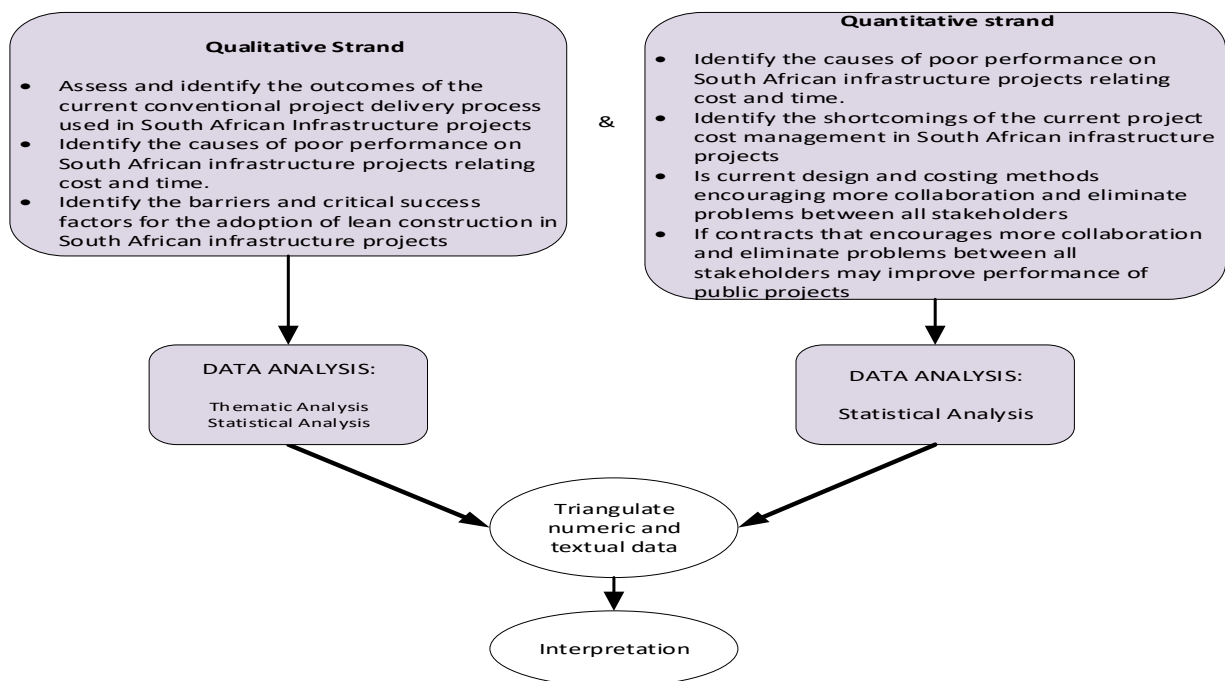 Qualitative Strand
• Assess and identify the outcomes of the
current conventional project delivery process
used in South African Infrastructure projects
• Identify the causes of poor performance on
South African infrastructure projects relating
cost and time.
• Identify the barriers and critical success
factors for the adoption of lean construction in
South African infrastructure projects
&
Quantitative strand
• Identify the causes of poor performance on
South African infrastructure projects relating
cost and time.
• Identify the shortcomings of the current project
cost management in South African infrastructure
projects
• Is current design and costing methods
encouraging more collaboration and eliminate
problems between all stakeholders
• If contracts that encourages more collaboration
and eliminate problems between all
stakeholders may improve performance of
public projects
DATA ANALYSIS:
Thematic Analysis
Statistical Analysis
DATA ANALYSIS:
Statistical Analysis
Triangulate
numeric and
textual data
Interpretation